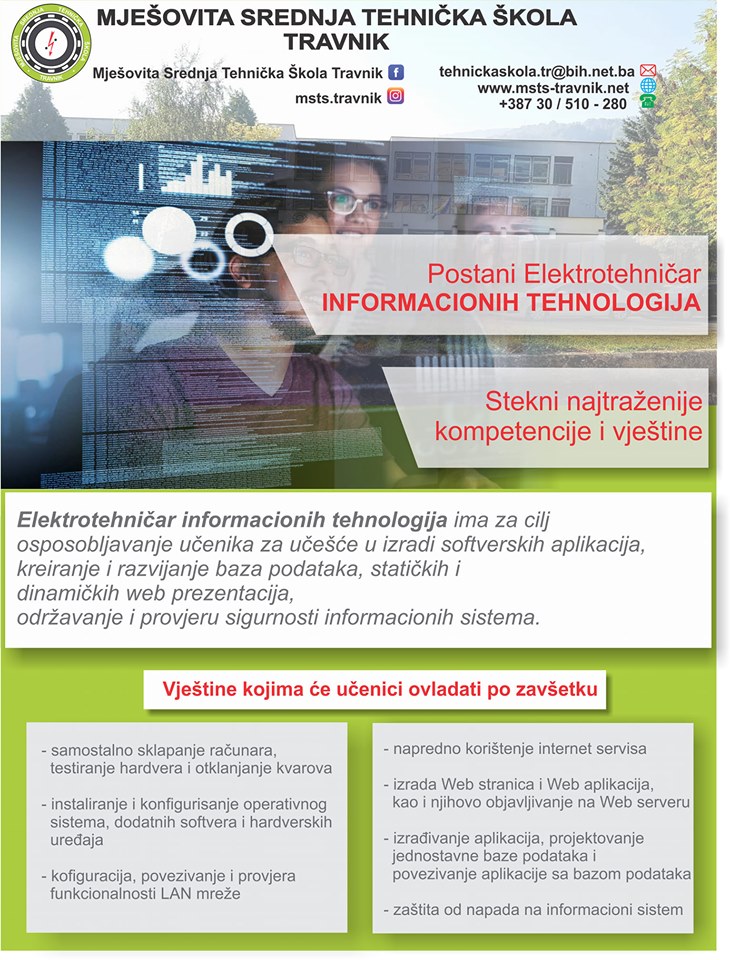 MJEŠOVITA SREDNJA TEHNIČKA ŠKOLA
TRAVNIK
MJEŠOVITA SREDNJA TEHNIČKA ŠKOLA
TRAVNIK
Mješovita Srednja Tehnička Škola Travnik
msts.travnik
tehnickaskola.tr@bih.net.ba
www.msts-travnik.net
+387 30 / 510 - 280
Postani Elektrotehničar
INFORMACIONIH TEHNOLOGIJA
Stekni najtraženije
kompetencije i vještine
Elektrotehničar informacionih tehnologija ima za cilj
osposobljavanje učenika za učešće u izradi softverskih aplikacija,
kreiranje i razvijanje baza podataka, statičkih i
dinamičkih web prezentacija,
održavanje i provjeru sigurnosti informacionih sistema.
Vještine kojima će učenici ovladati po zavšetku
- samostalno sklapanje računara,
testiranje hardvera i otklanjanje kvarova
- instaliranje i konfigurisanje operativnog
sistema, dodatnih softvera i hardverskih
uređaja
- kofiguracija, povezivanje i provjera
funkcionalnosti LAN mreže
- napredno korištenje internet servisa
- izrada Web stranica i Web aplikacija,
kao i njihovo objavljivanje na Web serveru
- izrađivanje aplikacija, projektovanje
jednostavne baze podataka i
povezivanje aplikacije sa bazom podataka
- zaštita od napada na informacioni sistem